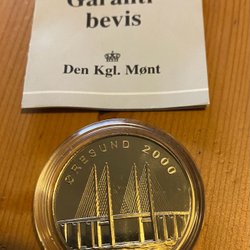 Garanti
bevis
Den Kgl. Mønt
ØRESUND 2000